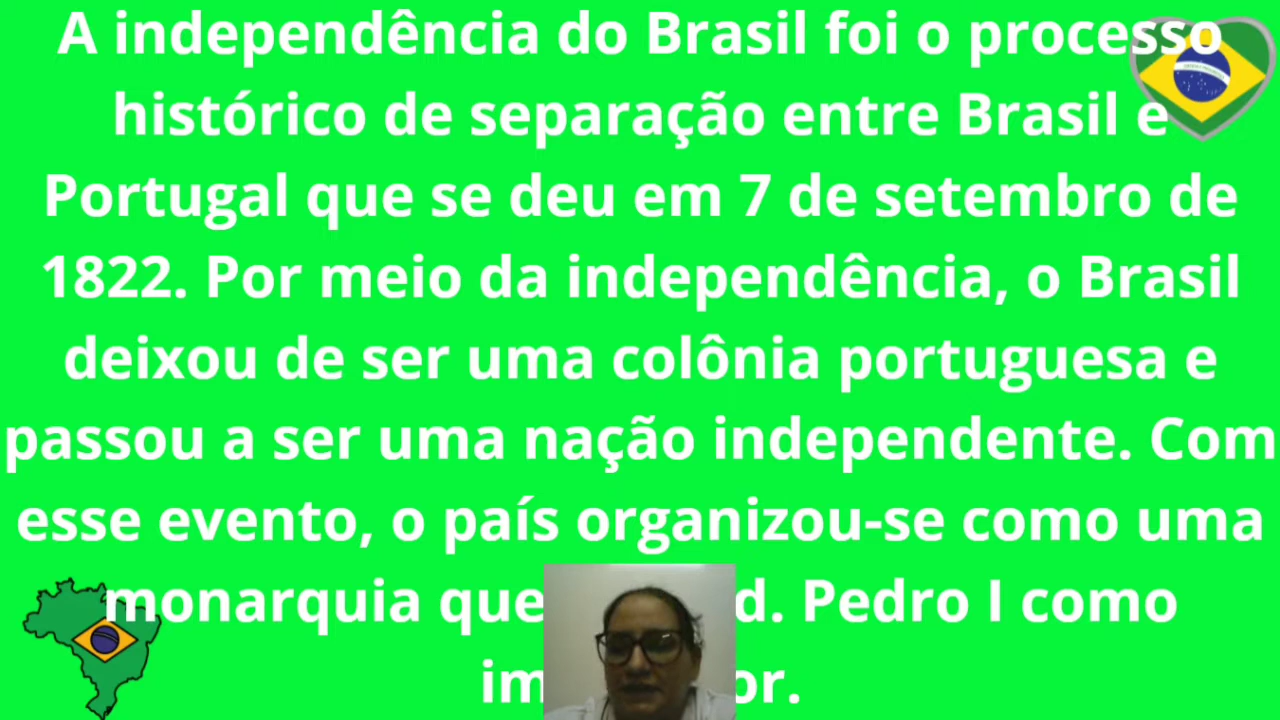 A independência do Brasil foi o processo
histórico de separação entre Brasil e
Portugal que se deu em 7 de setembro de
1822. Por meio da independência, o Brasil
deixou de ser uma colônia portuguesa e
passou a ser uma nação independente. Com
esse evento, o país organizou-se como uma
monarquia que d. Pedro I como